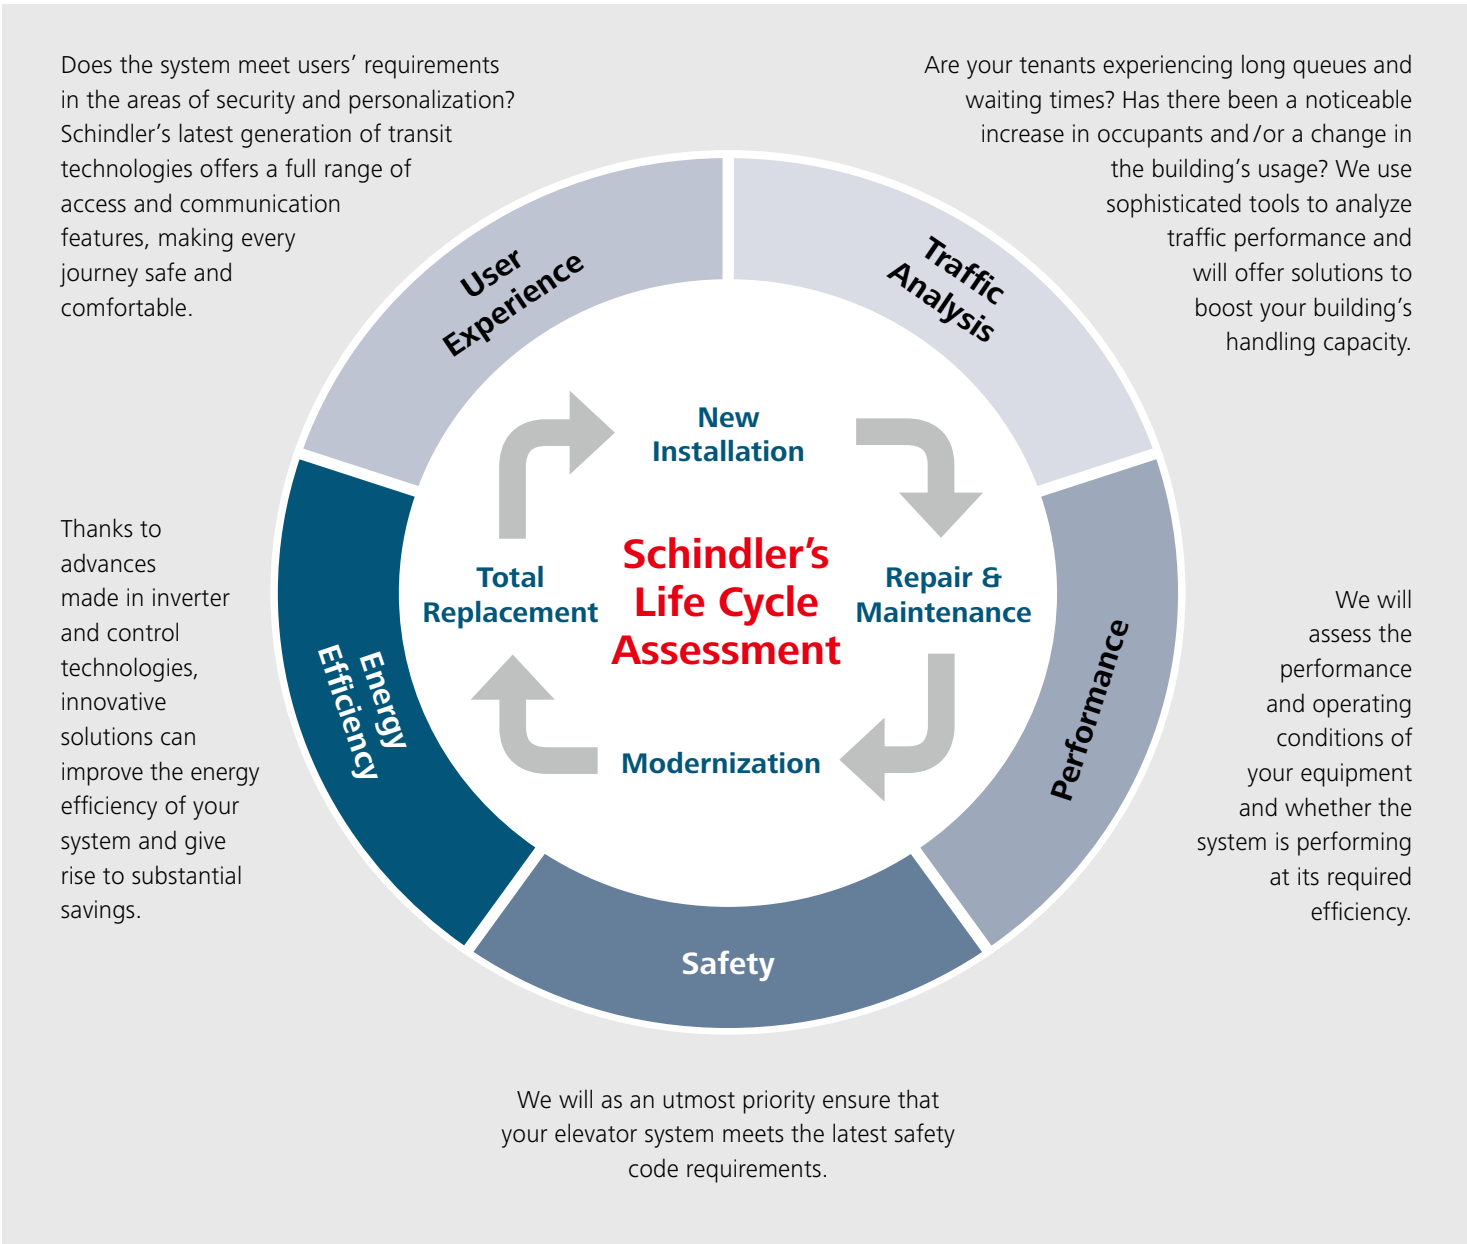 Does the system meet users’ requirements
in the areas of security and personalization?
Schindler’s latest generation of transit
technologies offers a full range of
access and communication
features, making every
journey safe and
comfortable.
Are your tenants experiencing long queues and
waiting times? Has there been a noticeable
increase in occupants and/or a change in
the building’s usage? We use
sophisticated tools to analyze
traffic performance and
will offer solutions to
boost your building’s
handling capacity.
User
Experience
Traffic
Analysis
New
Installation
Schindler’s
Life Cycle
Assessment
Total
Replacement
Repair &
Maintenance
Modernization
Thanks to
advances
made in inverter
and control
technologies,
innovative
solutions can
improve the energy
efficiency of your
system and give
rise to substantial
savings.
Energy
Efficiency
Performance
We will
assess the
performance
and operating
conditions of
your equipment
and whether the
system is performing
at its required
efficiency.
Safety
We will as an utmost priority ensure that
your elevator system meets the latest safety
code requirements.